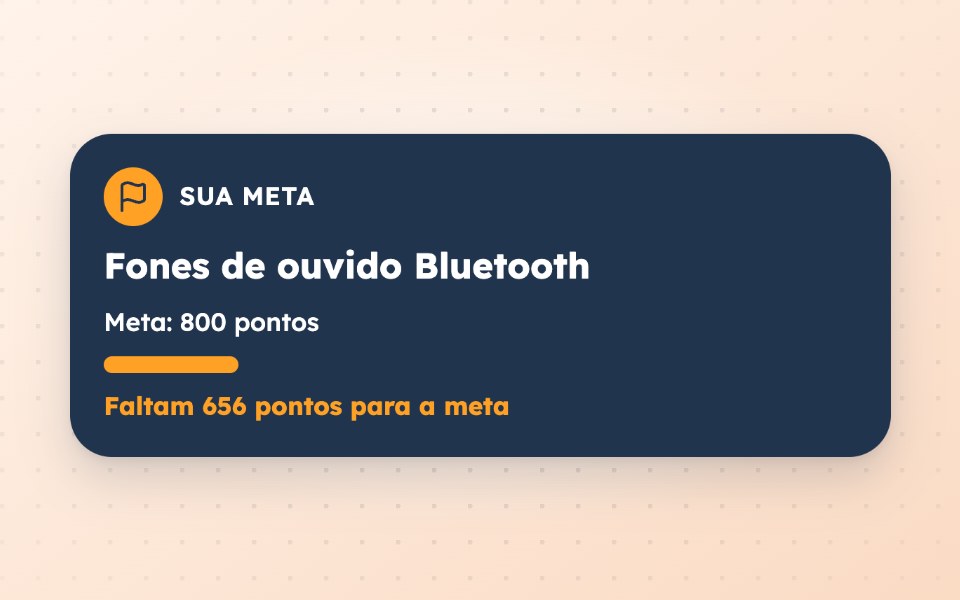 SUA META
Fones de ouvido Bluetooth
Meta: 800 pontos
Faltam 656 pontos para a meta